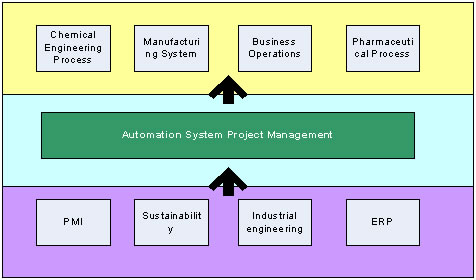 Chemical
Engineering
Process
Manufacturi
ng System
Business
Operations
Pharmaceuti
cal Process
Automation System Project Management
PMI
Sustainabilit
y
Industrial
engineering
ERP